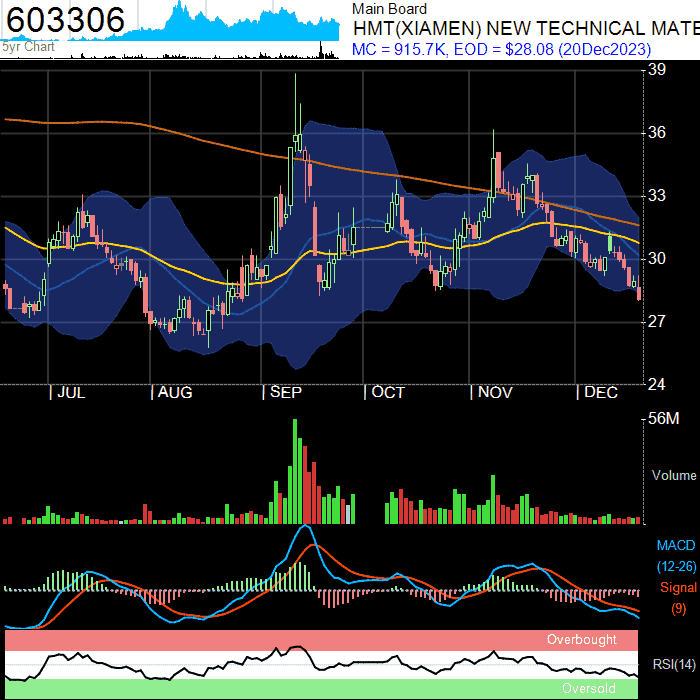 603306
5yr Chart
Main Board
HMT(XIAMEN) NEW TECHNICAL MATE
MC = 915.7K, EOD = $28.08 (20Dec2023)
39
36
33
30
27
24
JUL
AUG
SEP
OCT
NOV
DEC
56M
Volume
MACD
(12-26)
Signal
(9)
Overbought
RSI(14)
Oversold